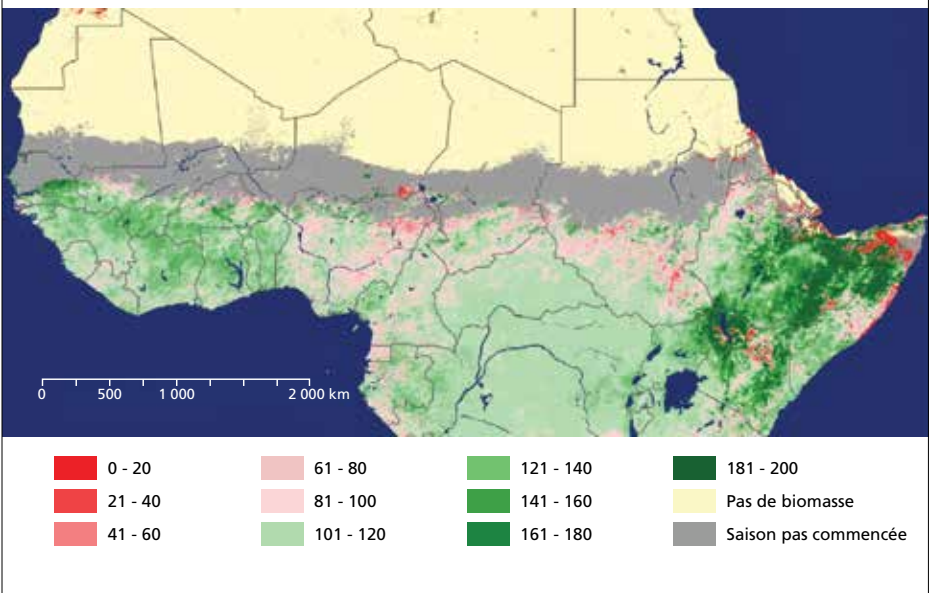 0 500 1 000 2 000 km
0 - 20 61 - 80 121 - 140 181 - 200
21 - 40 81 - 100 141 - 160 Pas de biomasse
41 - 60 101 - 120 161 - 180 Saison pas commencée